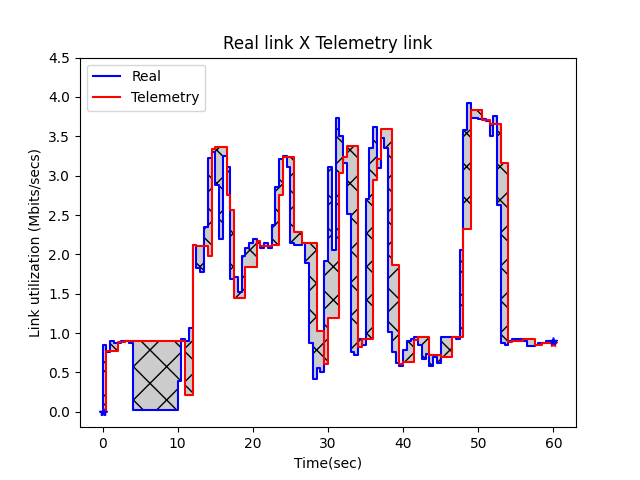 Real link X Telemetry link
Real
Telemetry
Link utilization (Mbits/secs)
4.5
4.0
3.5
3.0
2.5
2.0
1.5
1.0
0.5
0.0
0 10 20 30 40 50 60
Time(sec)